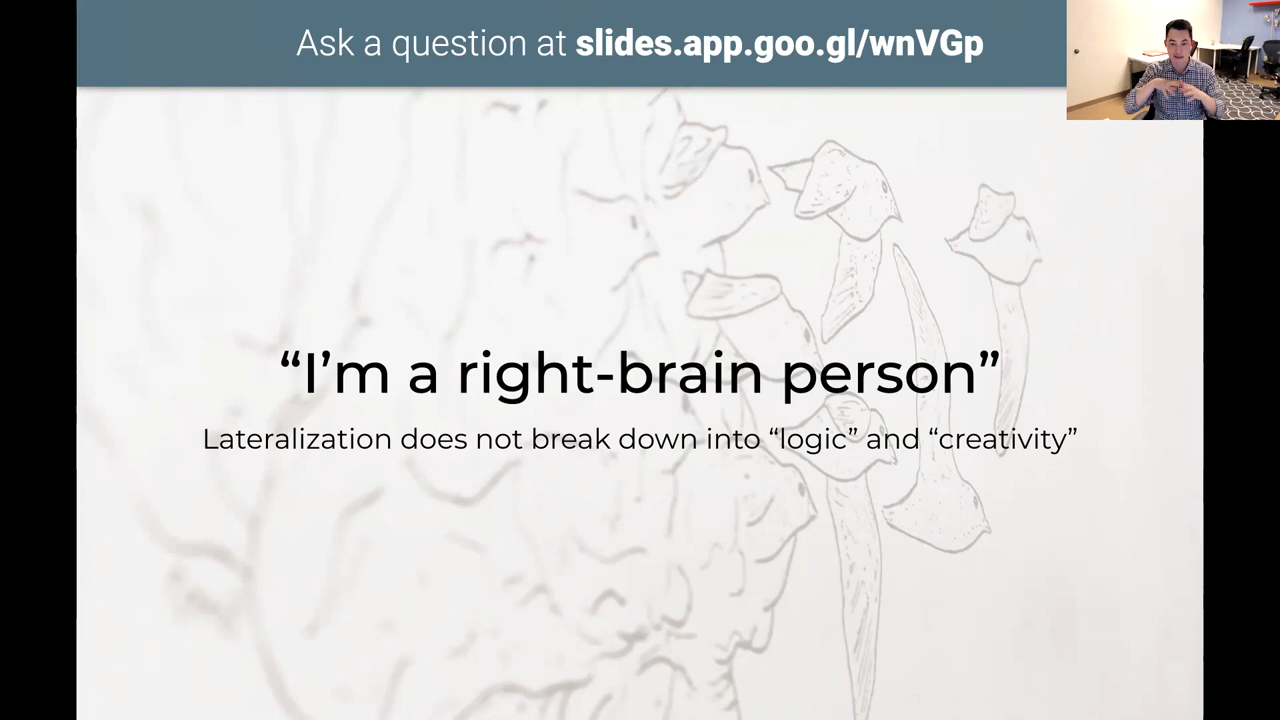 Ask a question at slides.app.goo.gl/wnVGp
“I’m a right-brain person”
Lateralization does not break down into “logic” and “creativity”